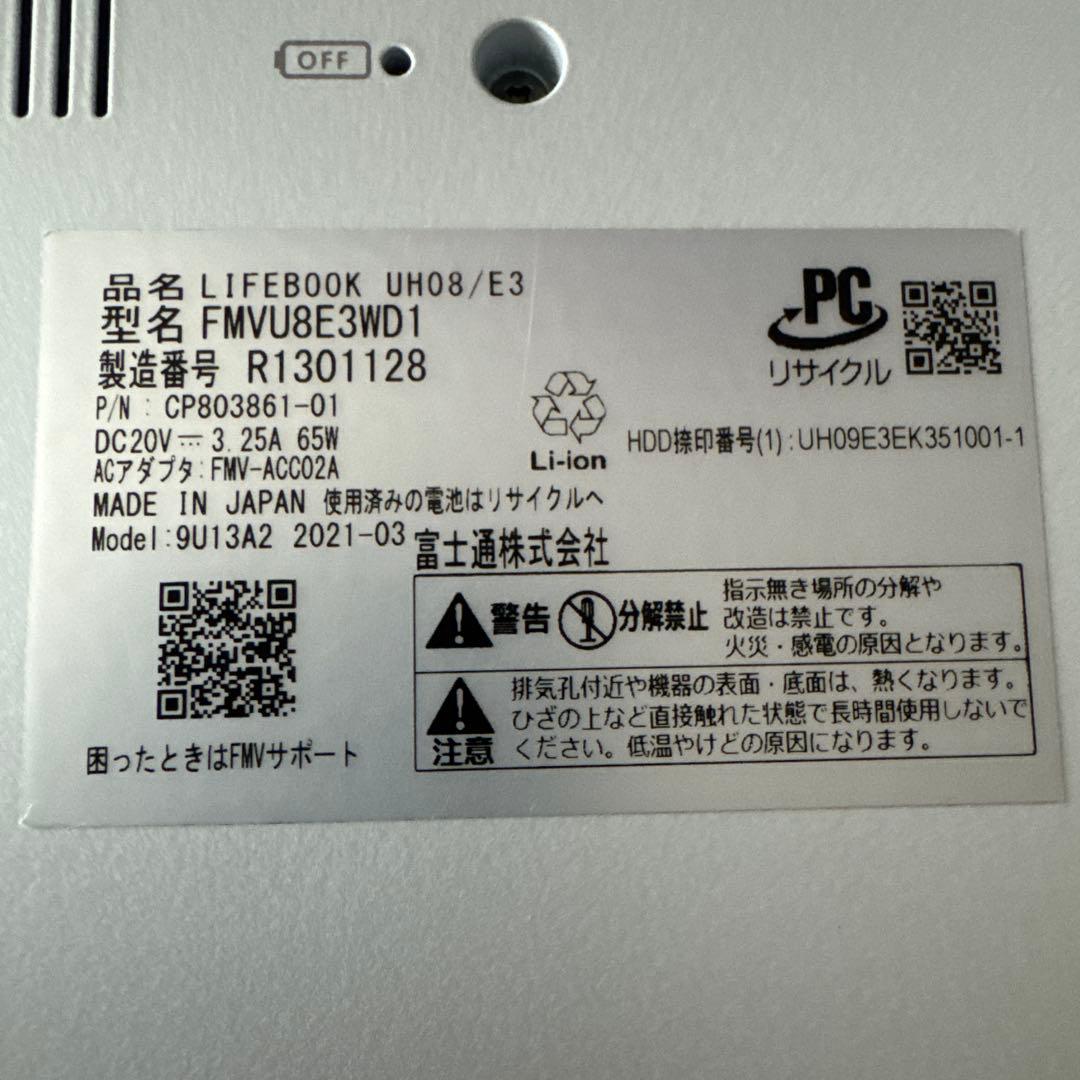 OFF
品名 LIFEBOOK UH08/E3
型名 FMVU8E3WD1
製造番号 R1301128
P/N : CP803861-01
DC20V⎓ 3.25A 65W
ACアダプタ:FMV-ACC02A
MADE IN JAPAN 使用済みの電池はリサイクルへ
Model:9U13A2 2021-03 富士通株式会社
Li-ion
PC
リサイクル
HDD捺印番号(1):UH09E3EK351001-1
警告 分解禁止
指示無き場所の分解や
改造は禁止です。
火災・感電の原因となります。
注意
排気孔付近や機器の表面・底面は、熱くなります。
ひざの上など直接触れた状態で長時間使用しないで
ください。低温やけどの原因になります。
困ったときはFMVサポート